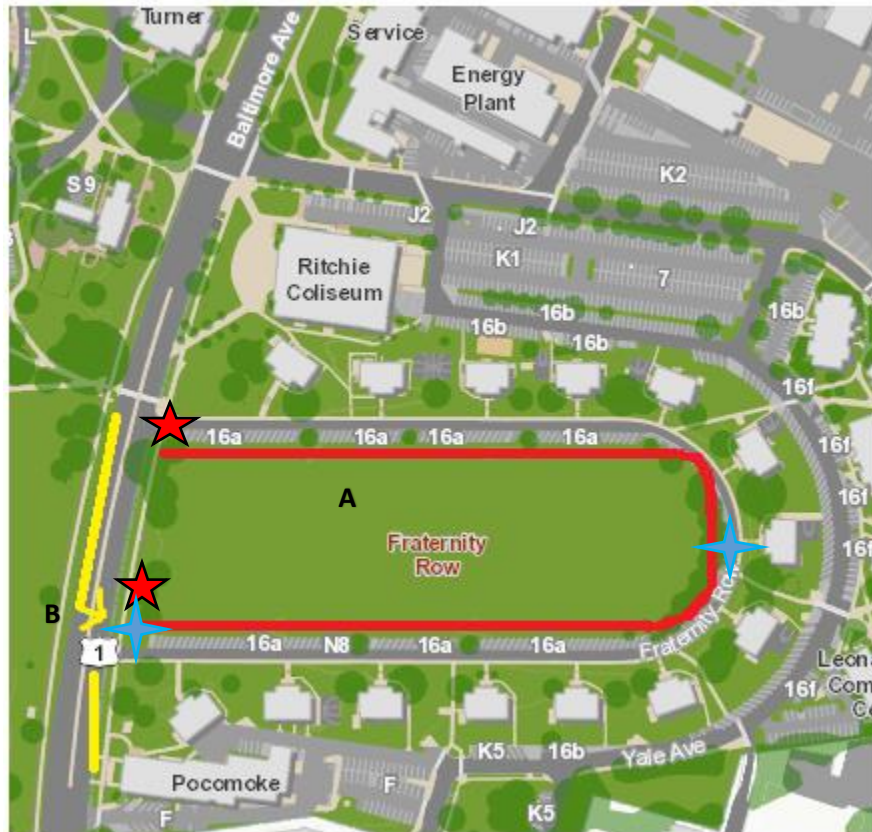 Turner
L
Baltimore Ave
Service
Energy
Plant
K2
S9
J2
J2
K1
7
Ritchie
Coliseum
16b
16b
16b
16b
16f
16a
16a
16a
16a
16f
A
16f
Fraternity
Row
16f
B
Fraternity Ro
1
16a
N8
16a
16a
Leona
Com
Ce
16f
K5
16b
Yale Ave
Pocomoke
F
F
K5